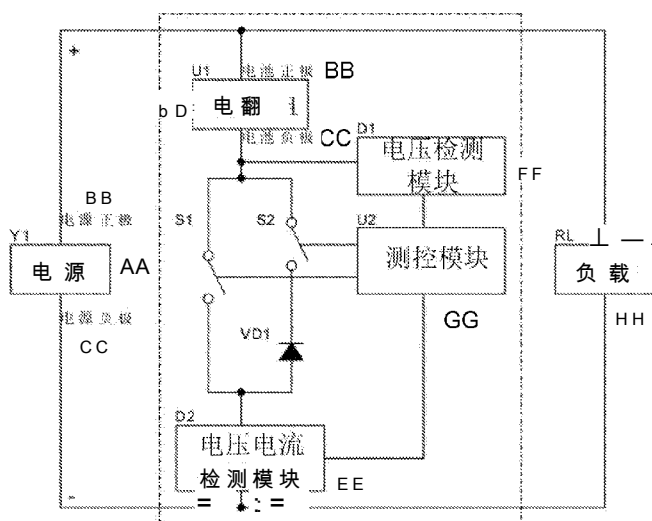 +
U1
电池正极
BB
b D
电翻 1
电池负极
CC
D1
电压检测
模块
FF
BB
电源正极
Y1
电源
AA
电源负极
CC
S1
S2
U2
测控模块
GG
RL
负载
HH
VD1
D2
电压电流
检测模块
EE
-